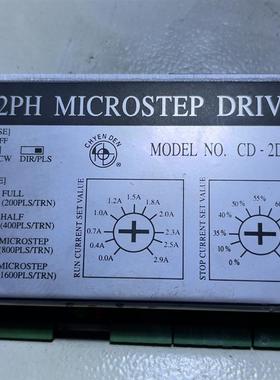 2PH MICROSTEP DRIV
SE]
FF
CW
DIR/PLS
CHYEN DEN
®
MODEL NO. CD-2D
E]
FULL
(200PLS/TRN)
HALF
(400PLS/TRN)
MICROSTEP
(800PLS/TRN)
MICROSTEP
1600PLS/TRN)
RUN CURRENT SET VALUE
1.5A
1.2A
1.8A
1.0A
2.0A
0.7A
2.3A
0.4A
2.6A
0.0A
2.9A
STOP CURRENT SET VALUE
60%
55%
50%
45%
35%
10%
0%